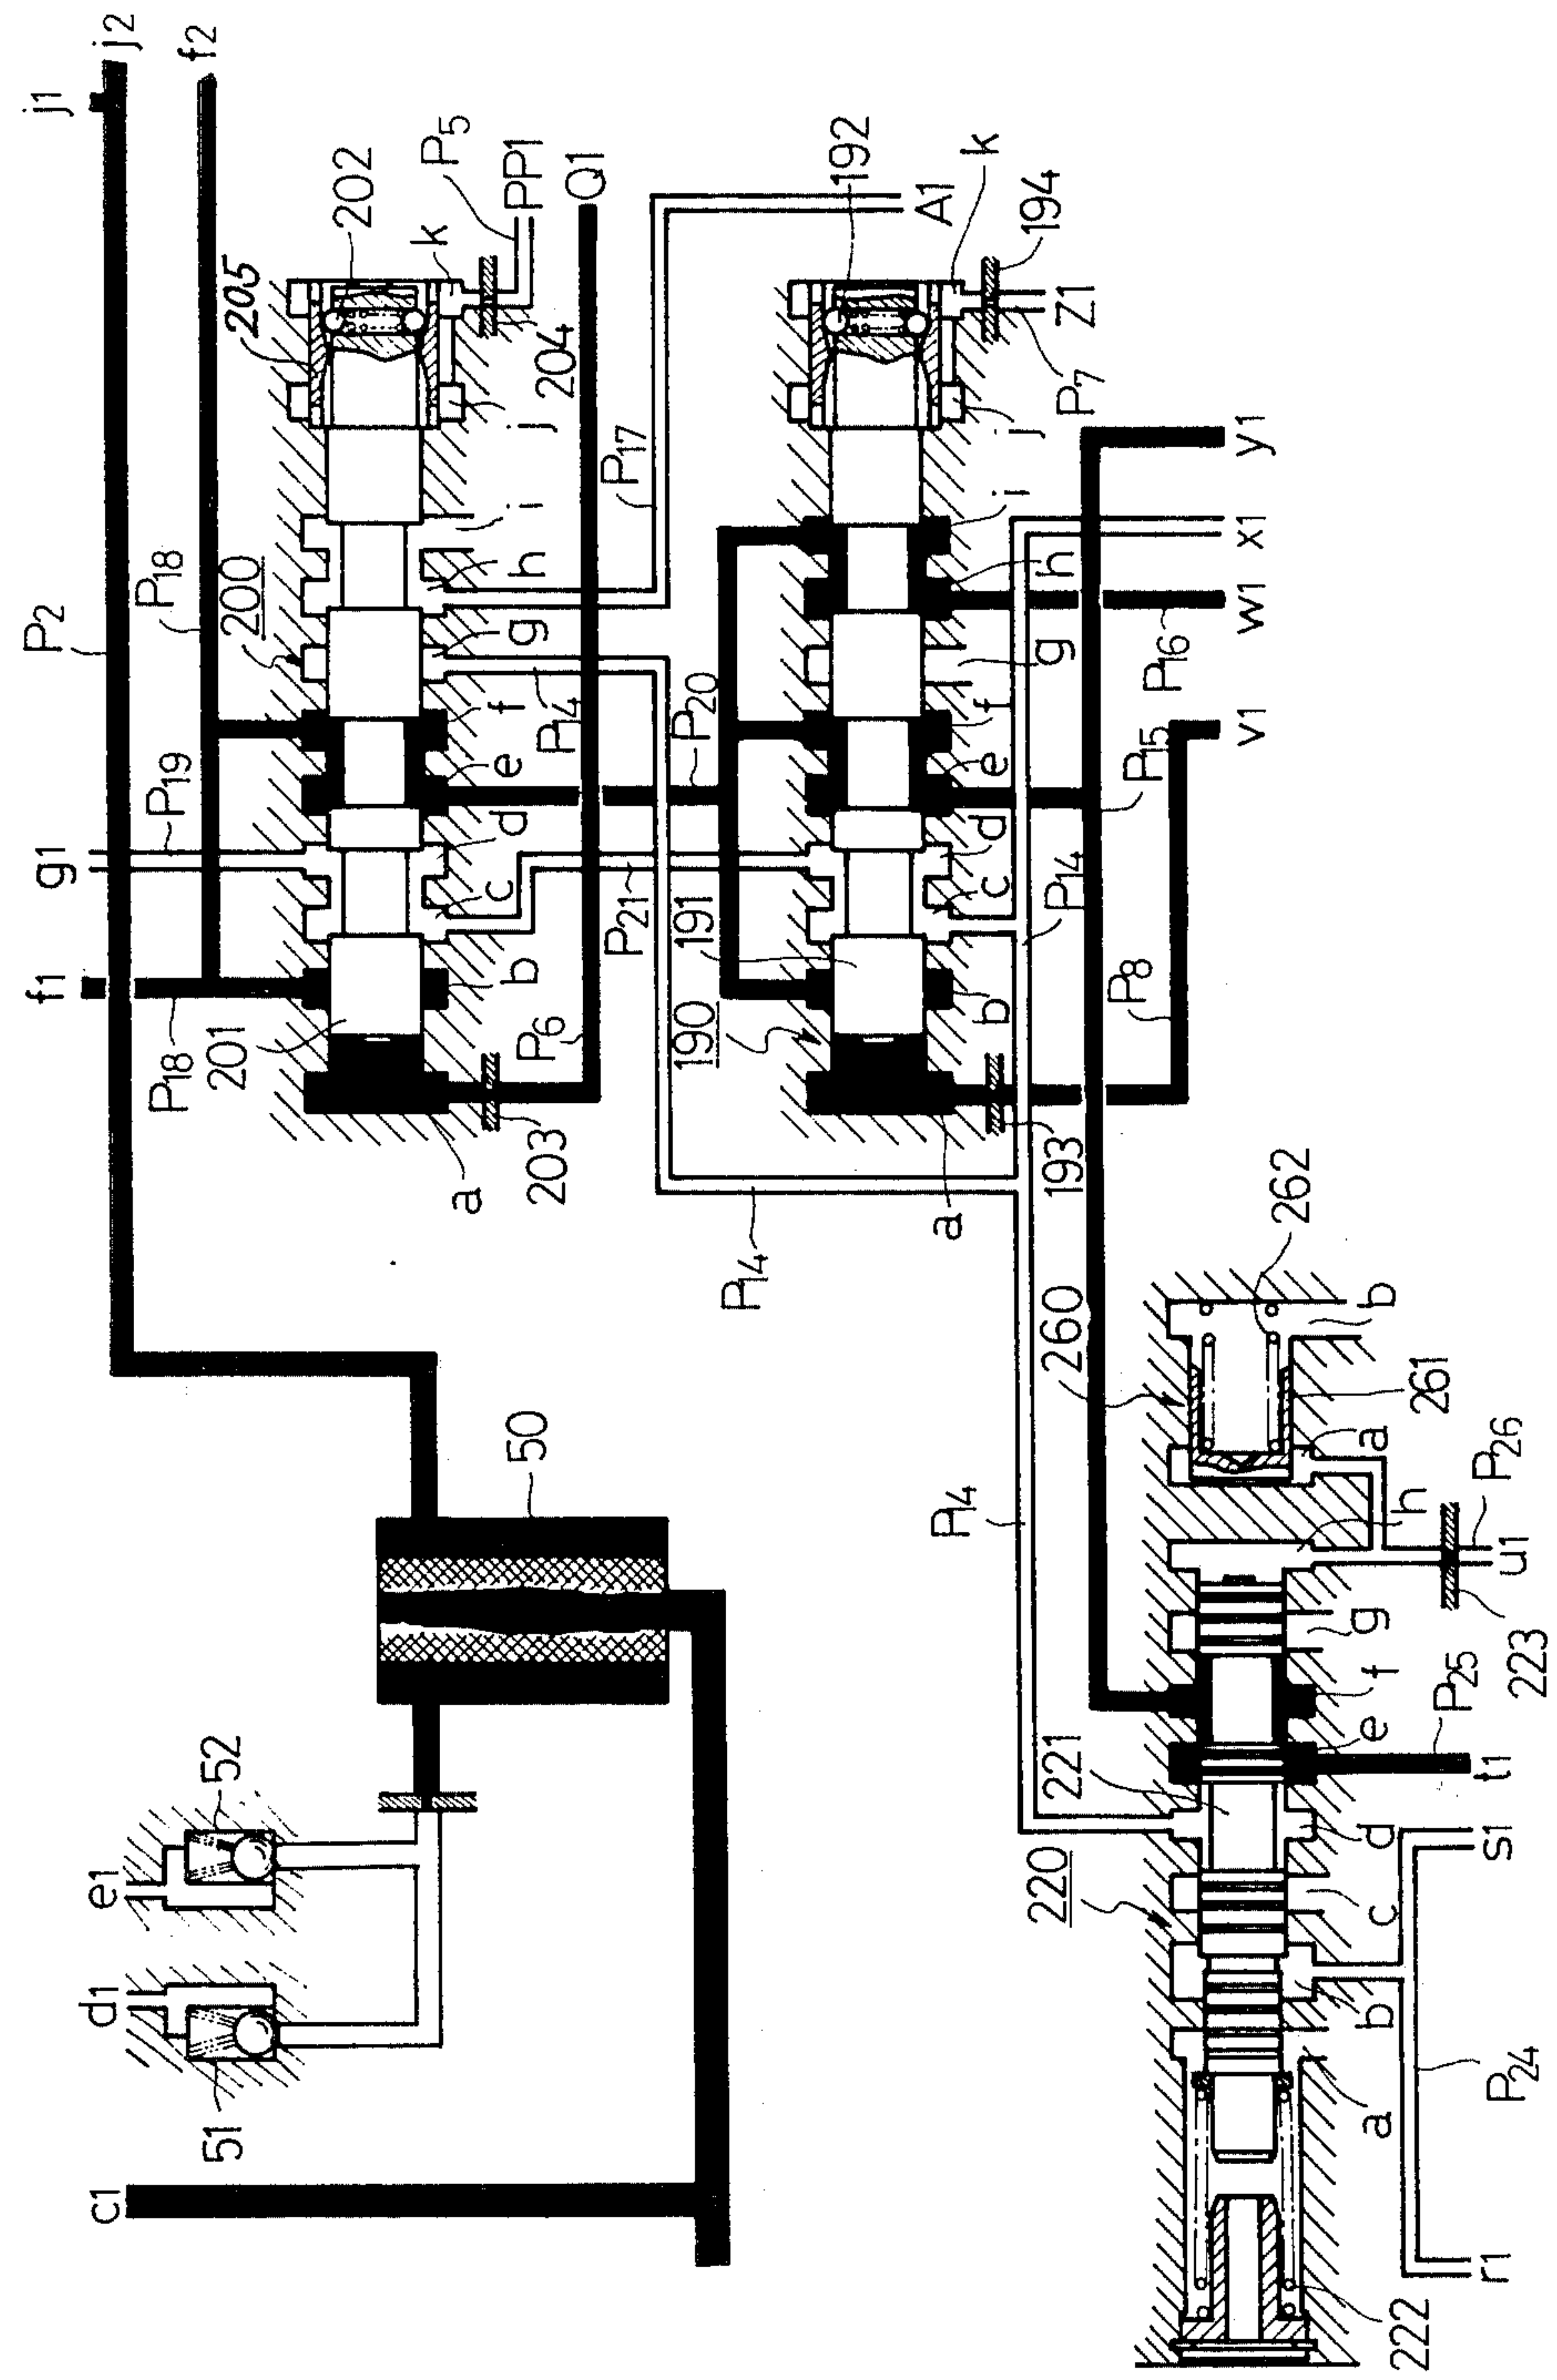 j1
j2
f2
P2
P18
P19
g1
f1
P18
201
200
205
202
P5
PP1
Q1
k
204
j
i
h
g
f
e
d
c
b
a
203
P6
P14
P17
A1
192
k
194
Z1
P7
j
i
h
g
f
e
d
c
b
a
193
190
191
P21
P20
P14
P14
P15
P16
P8
y1
x1
w1
v1
50
52
51
e1
d1
c1
P14
260
262
b
261
a
P26
h
u1
223
g
f
P25
e
t1
221
220
d
s1
c
b
P24
a
r1
222